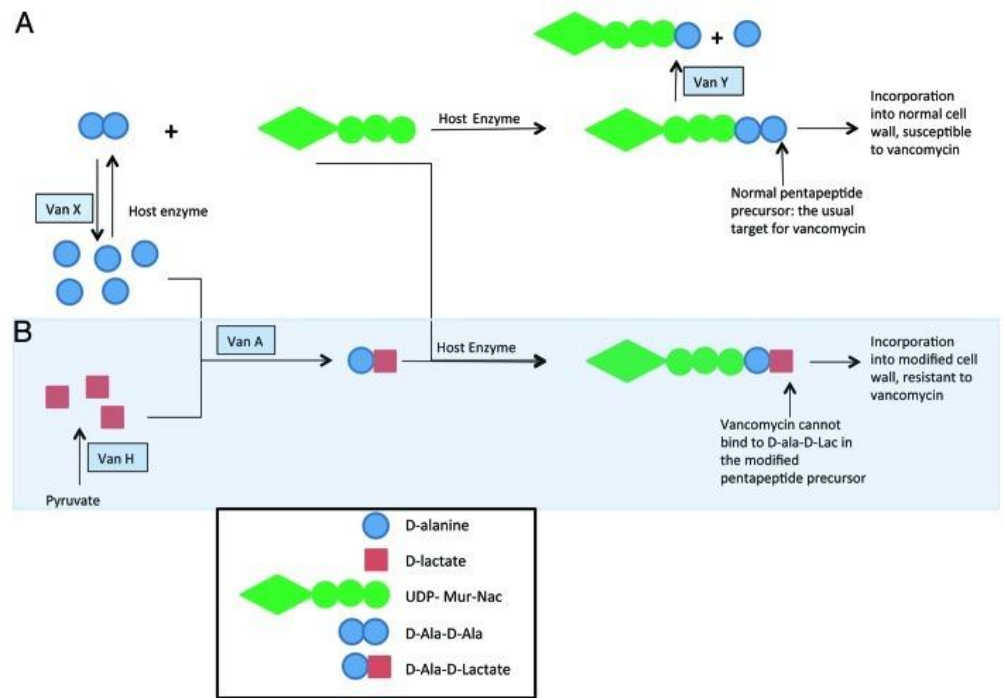 A
+
Van Y
+
Host Enzyme
Incorporation
into normal cell
wall, susceptible
to vancomycin
Van X
Host enzyme
Normal pentapeptide
precursor: the usual
target for vancomycin
B
Van A
Host Enzyme
Incorporation
into modified cell
wall, resistant to
vancomycin
Van H
Pyruvate
Vancomycin cannot
bind to D-ala-D-Lac in
the modified
pentapeptide precursor
D-alanine
D-lactate
UDP- Mur-Nac
D-Ala-D-Ala
D-Ala-D-Lactate